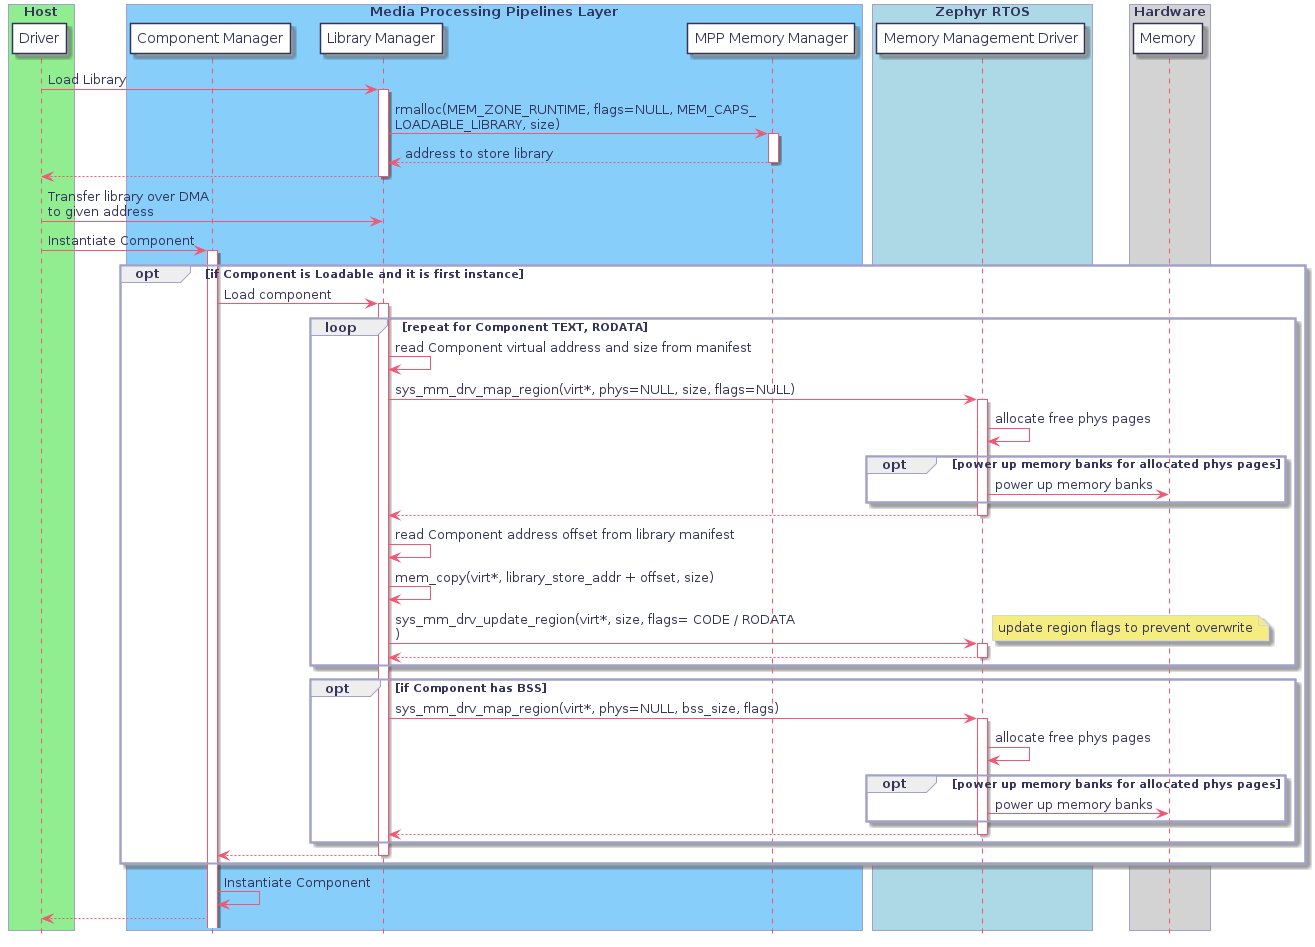 Host
Media Processing Pipelines Layer
Zephyr RTOS
Hardware
Driver
Component Manager
Library Manager
MPP Memory Manager
Memory Management Driver
Memory
Load Library
rmalloc(MEM_ZONE_RUNTIME, flags=NULL, MEM_CAPS_
LOADABLE_LIBRARY, size)
address to store library
Transfer library over DMA
to given address
Instantiate Component
opt
[if Component is Loadable and it is first instance]
Load component
loop
[repeat for Component TEXT, RODATA]
read Component virtual address and size from manifest
sys_mm_drv_map_region(virt*, phys=NULL, size, flags=NULL)
allocate free phys pages
opt
[power up memory banks for allocated phys pages]
power up memory banks
read Component address offset from library manifest
mem_copy(virt*, library_store_addr + offset, size)
sys_mm_drv_update_region(virt*, size, flags= CODE / RODATA
)
update region flags to prevent overwrite
opt
[if Component has BSS]
sys_mm_drv_map_region(virt*, phys=NULL, bss_size, flags)
allocate free phys pages
opt
[power up memory banks for allocated phys pages]
power up memory banks
Instantiate Component